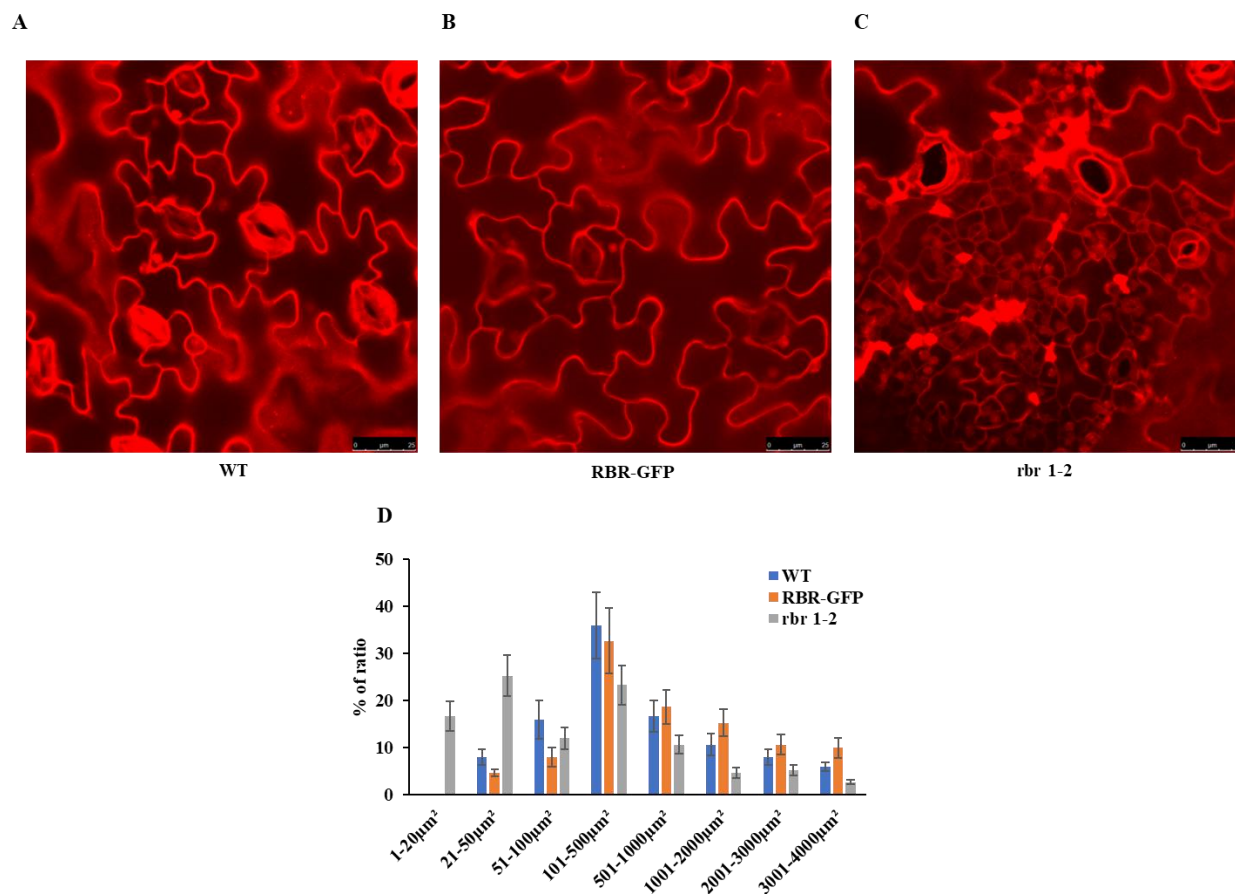 A
B
C
0 µm 25
0 µm 25
0 µm
WT
RBR-GFP
rbr 1-2
D
50
40
30
20
10
0
% of ratio
WT
RBR-GFP
rbr 1-2
1-20µm²
21-50µm²
51-100µm²
101-500µm²
501-1000µm²
1001-2000µm²
2001-3000µm²
3001-4000µm²